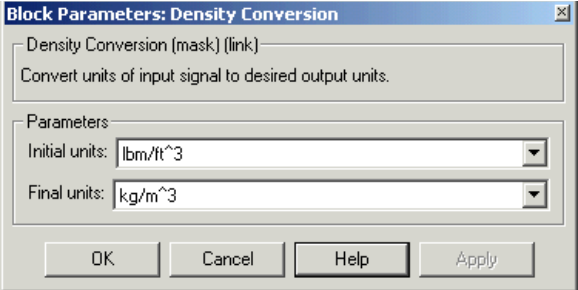 Block Parameters: Density Conversion
Density Conversion (mask) (link)
Convert units of input signal to desired output units.
Parameters
Initial units: lbm/ft^3
Final units: kg/m^3
OK Cancel Help Apply